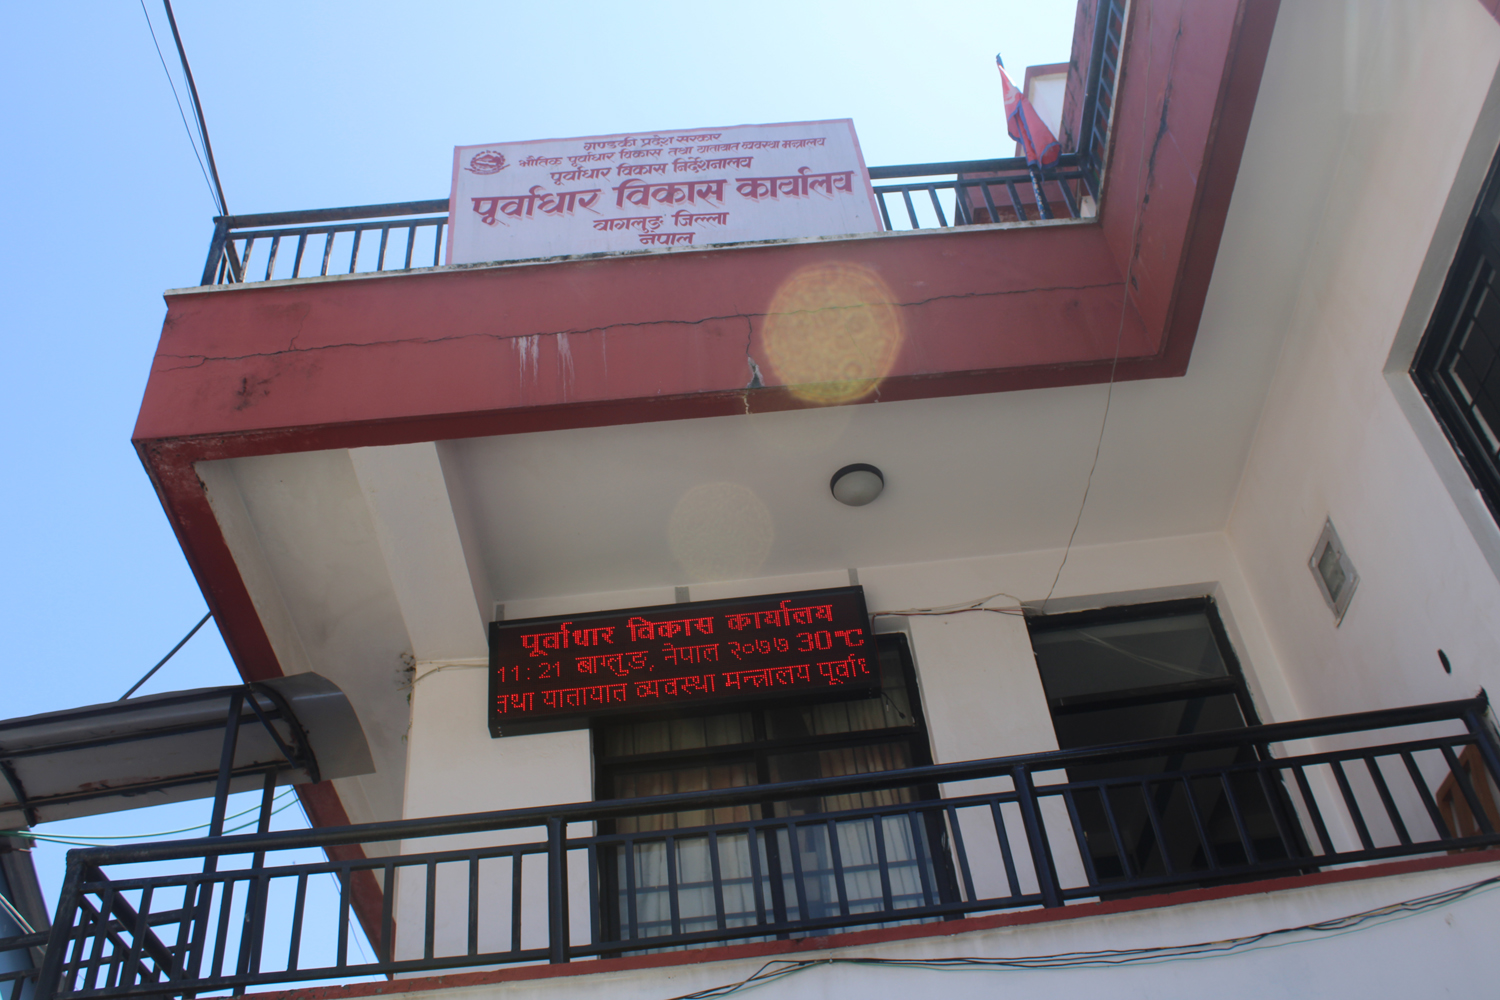 गण्डकी प्रदेश सरकार
भौतिक पूर्वाधार विकास तथा यातायात व्यवस्था मन्त्रालय
पूर्वाधार विकास निर्देशनालय
पूर्वाधार विकास कार्यालय
बागलुङ जिल्ला
नेपाल
पूर्वाधार विकास कार्यालय
11:21 बाग्लुङ, नेपाल २०७७ 30°C
तथा यातायात व्यवस्था मन्त्रालय पूर्वाध